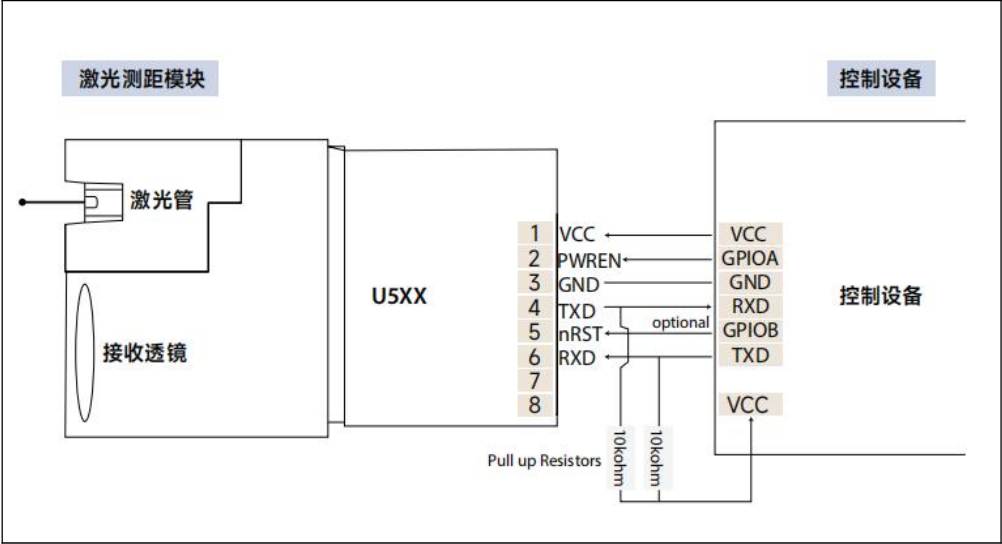 激光测距模块
控制设备
激光管
接收透镜
U5XX
1 VCC
2 PWREN
3 GND
4 TXD
5 nRST
6 RXD
7
8
optional
VCC
GPIOA
GND
RXD
GPIOB
TXD
VCC
控制设备
Pull up Resistors
10kohm
10kohm